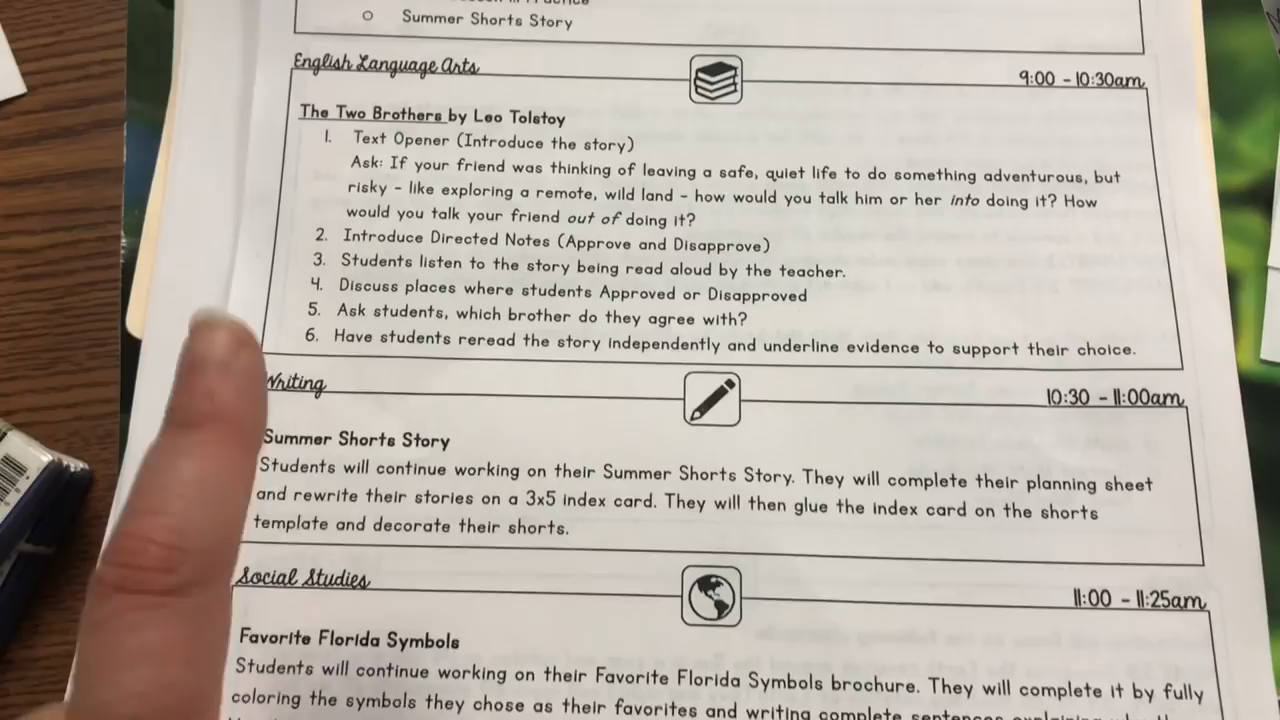 Summer Shorts Story
English Language Arts
9:00 - 10:30am
The Two Brothers by Leo Tolstoy
1. Text Opener (Introduce the story)
Ask: If your friend was thinking of leaving a safe, quiet life to do something adventurous, but
risky - like exploring a remote, wild land - how would you talk him or her into doing it? How
would you talk your friend out of doing it?
2. Introduce Directed Notes (Approve and Disapprove)
3. Students listen to the story being read aloud by the teacher.
4. Discuss places where students Approved or Disapproved
5. Ask students, which brother do they agree with?
6. Have students reread the story independently and underline evidence to support their choice.
Writing
10:30 - 11:00am
Summer Shorts Story
Students will continue working on their Summer Shorts Story. They will complete their planning sheet
and rewrite their stories on a 3x5 index card. They will then glue the index card on the shorts
template and decorate their shorts.
Social Studies
11:00 - 11:25am
Favorite Florida Symbols
Students will continue working on their Favorite Florida Symbols brochure. They will complete it by fully
coloring the symbols they chose as their favorites and writing complete sentences